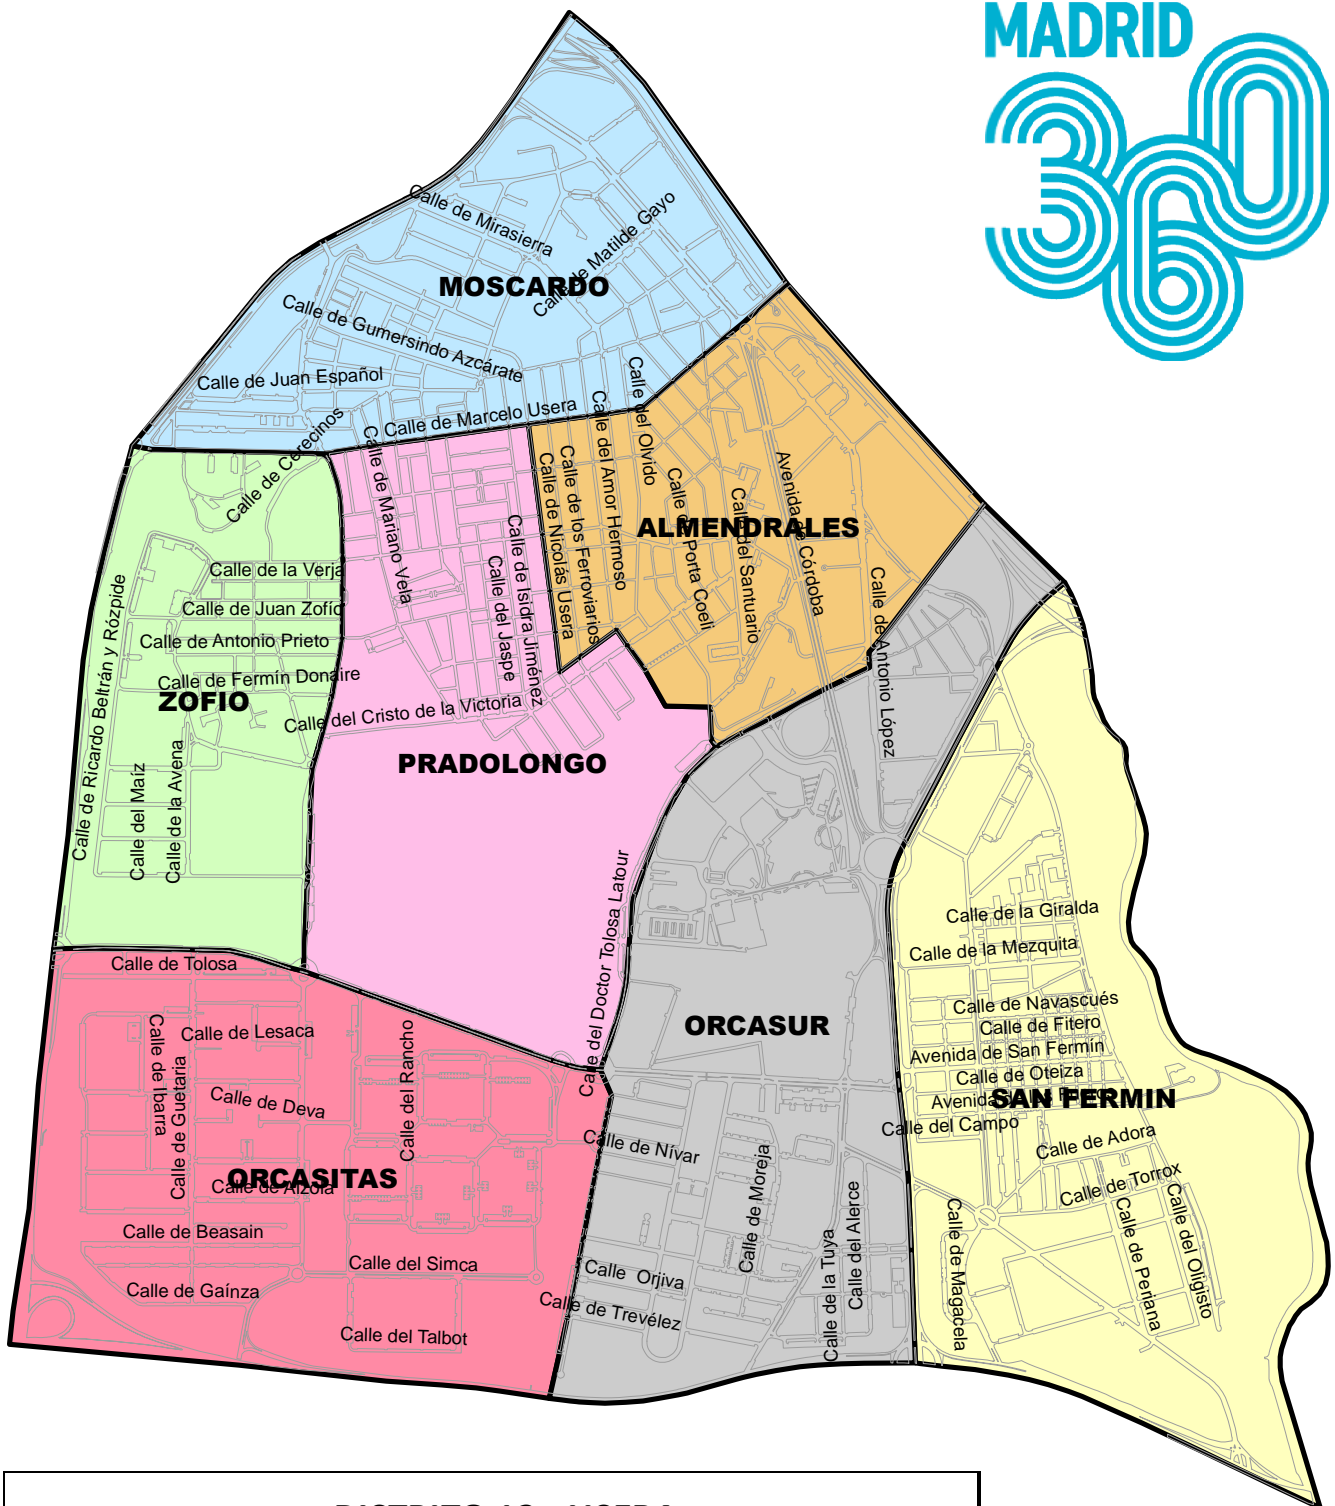 MADRID
360
Calle de Mirasierra
Calle de Matilde Gayo
MOSCARDO
Calle de Gumersindo Azcárate
Calle de Juan Español
Calle de Marcelo Usera
Calle de Cerecinos
Calle de Mariano Vela
Calle del Olvido
Calle del Amor Hermoso
Calle de los Ferroviarios
Calle de Nicolás Usera
Calle de Porta Coeli
Calle del Santuario
Avenida de Córdoba
ALMENDRALES
Calle de Antonio López
Calle de Isidra Jiménez
Calle del Jaspe
Calle de la Verja
Calle de Juan Zofío
Calle de Antonio Prieto
Calle de Fermín Donaire
ZOFIO
Calle de Ricardo Beltrán y Rózpide
Calle del Cristo de la Victoria
PRADOLONGO
Calle del Maíz
Calle de la Avena
Calle del Doctor Tolosa Latour
Calle de la Giralda
Calle de la Mezquita
Calle de Navascués
Calle de Fitero
Avenida de San Fermín
Calle de Oteiza
Avenida de los
SAN FERMIN
Calle del Campo
Calle de Adora
Calle de Torrox
Calle de Magacela
Calle de Periana
Calle del Oligisto
ORCASUR
Calle de Tolosa
Calle de Lesaca
Calle de Ibarra
Calle de Guetaria
Calle de Deva
Calle del Rancho
ORCASITAS
Calle de Alzola
Calle de Beasain
Calle del Simca
Calle de Gaínza
Calle del Talbot
Calle de Nívar
Calle de Moreja
Calle Orjiva
Calle de Trevélez
Calle de la Tuya
Calle del Alerce